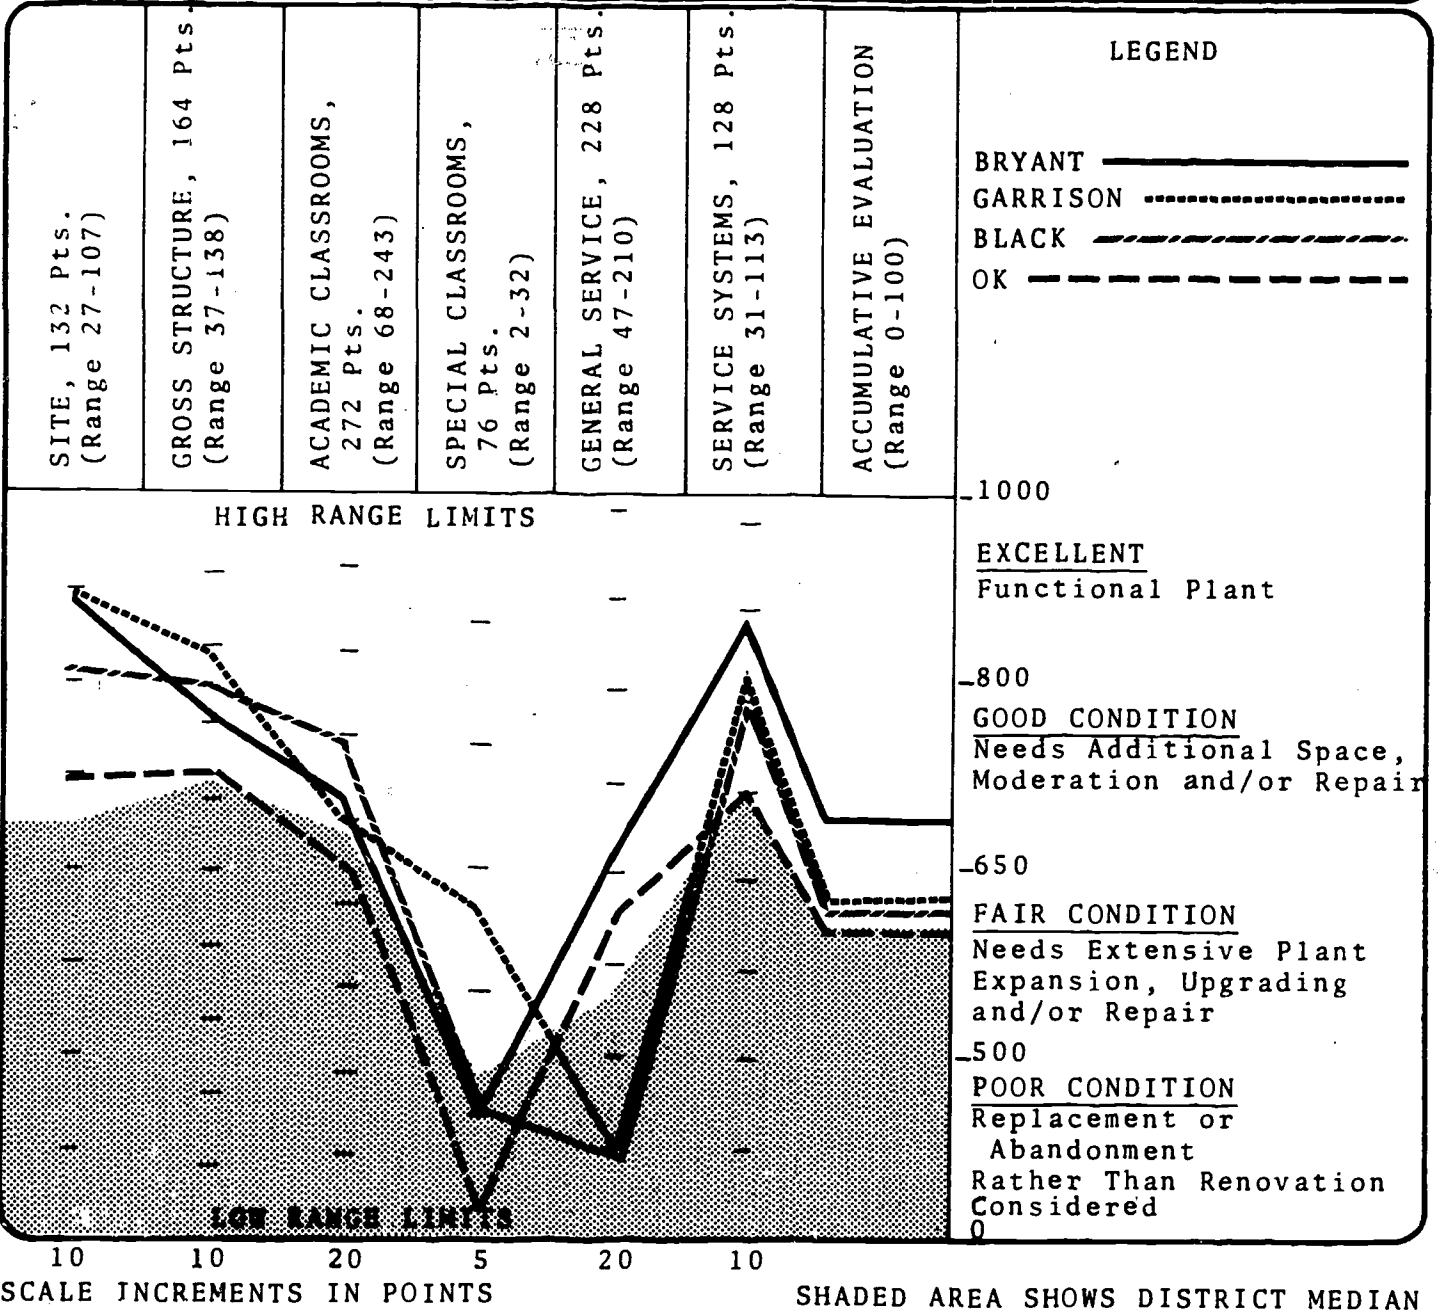 SITE, 132 Pts.
(Range 27-107)
GROSS STRUCTURE, 164 Pts.
(Range 37-138)
ACADEMIC CLASSROOMS,
272 Pts.
(Range 68-243)
SPECIAL CLASSROOMS,
76 Pts.
(Range 2-32)
GENERAL SERVICE, 228 Pts.
(Range 47-210)
SERVICE SYSTEMS, 128 Pts.
(Range 31-113)
ACCUMULATIVE EVALUATION
(Range 0-100)
LEGEND
BRYANT
GARRISON
BLACK
OK
HIGH RANGE LIMITS
1000
EXCELLENT
Functional Plant
800
GOOD CONDITION
Needs Additional Space,
Moderation and/or Repair
650
FAIR CONDITION
Needs Extensive Plant
Expansion, Upgrading
and/or Repair
500
POOR CONDITION
Replacement or
Abandonment
Rather Than Renovation
Considered
0
LOW RANGE LIMITS
10 10 20 5 20 10
SCALE INCREMENTS IN POINTS
SHADED AREA SHOWS DISTRICT MEDIAN